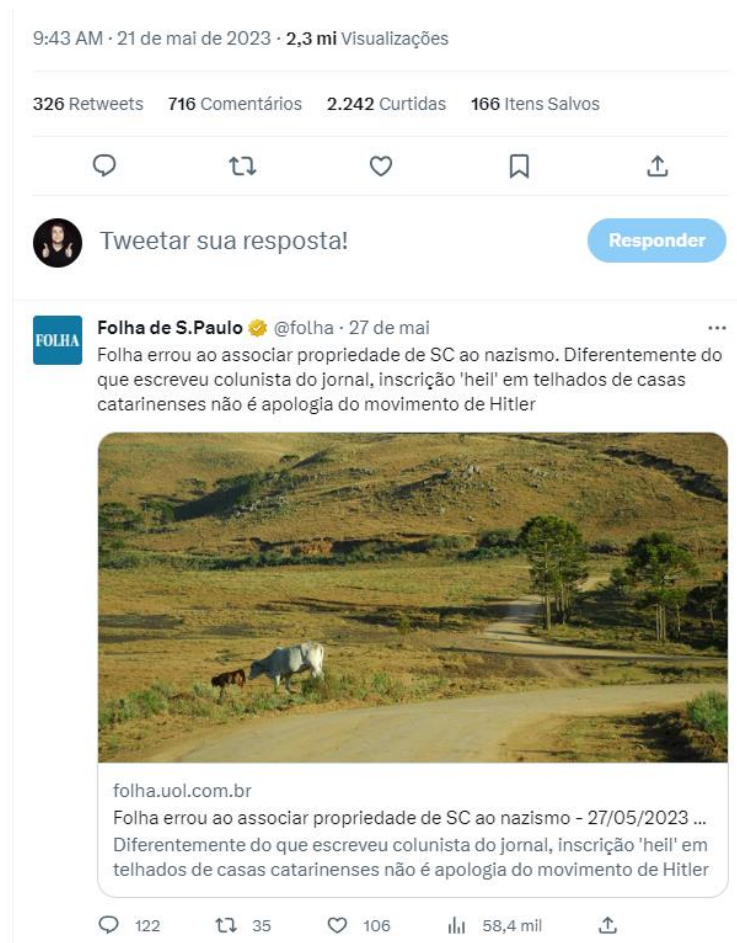 9:43 AM · 21 de mai de 2023 · 2,3 mi Visualizações
326 Retweets 716 Comentários 2.242 Curtidas 166 Itens Salvos
Tweetar sua resposta!
Responder
FOLHA
Folha de S.Paulo @folha · 27 de mai
Folha errou ao associar propriedade de SC ao nazismo. Diferentemente do
que escreveu colunista do jornal, inscrição 'heil' em telhados de casas
catarinenses não é apologia do movimento de Hitler
folha.uol.com.br
Folha errou ao associar propriedade de SC ao nazismo - 27/05/2023 ...
Diferentemente do que escreveu colunista do jornal, inscrição 'heil' em
telhados de casas catarinenses não é apologia do movimento de Hitler
122 35 106 58,4 mil